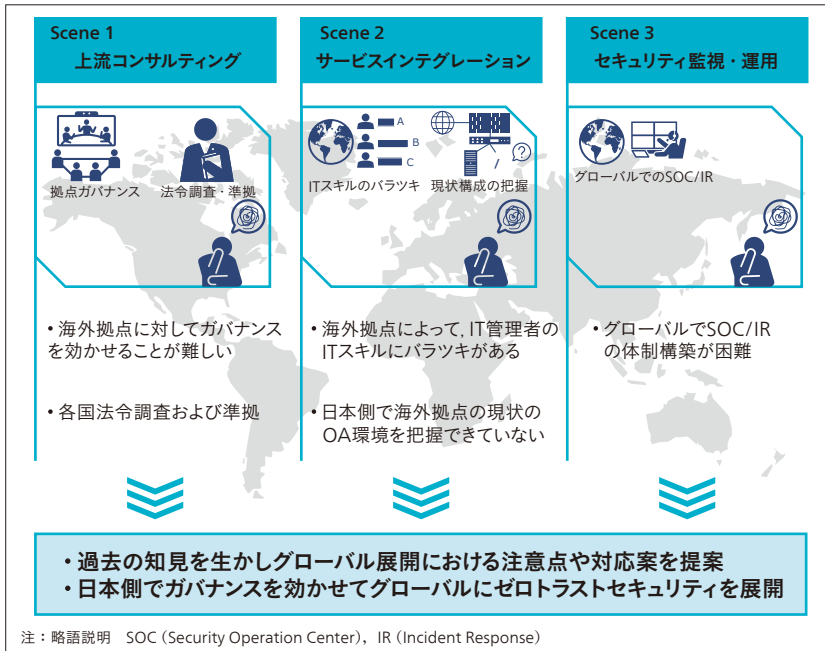 Scene 1
上流コンサルティング
拠点ガバナンス
法令調査・準拠
・海外拠点に対してガバナンス
を効かせることが難しい
・各国法令調査および準拠
Scene 2
サービスインテグレーション
A
B
C
ITスキルのバラツキ
?
現状構成の把握
・海外拠点によって，IT管理者の
ITスキルにバラツキがある
・日本側で海外拠点の現状の
OA環境を把握できていない
Scene 3
セキュリティ監視・運用
グローバルでのSOC/IR
・グローバルでSOC/IR
の体制構築が困難
・過去の知見を生かしグローバル展開における注意点や対応案を提案
・日本側でガバナンスを効かせてグローバルにゼロトラストセキュリティを展開
注：略語説明　SOC（Security Operation Center），IR（Incident Response）